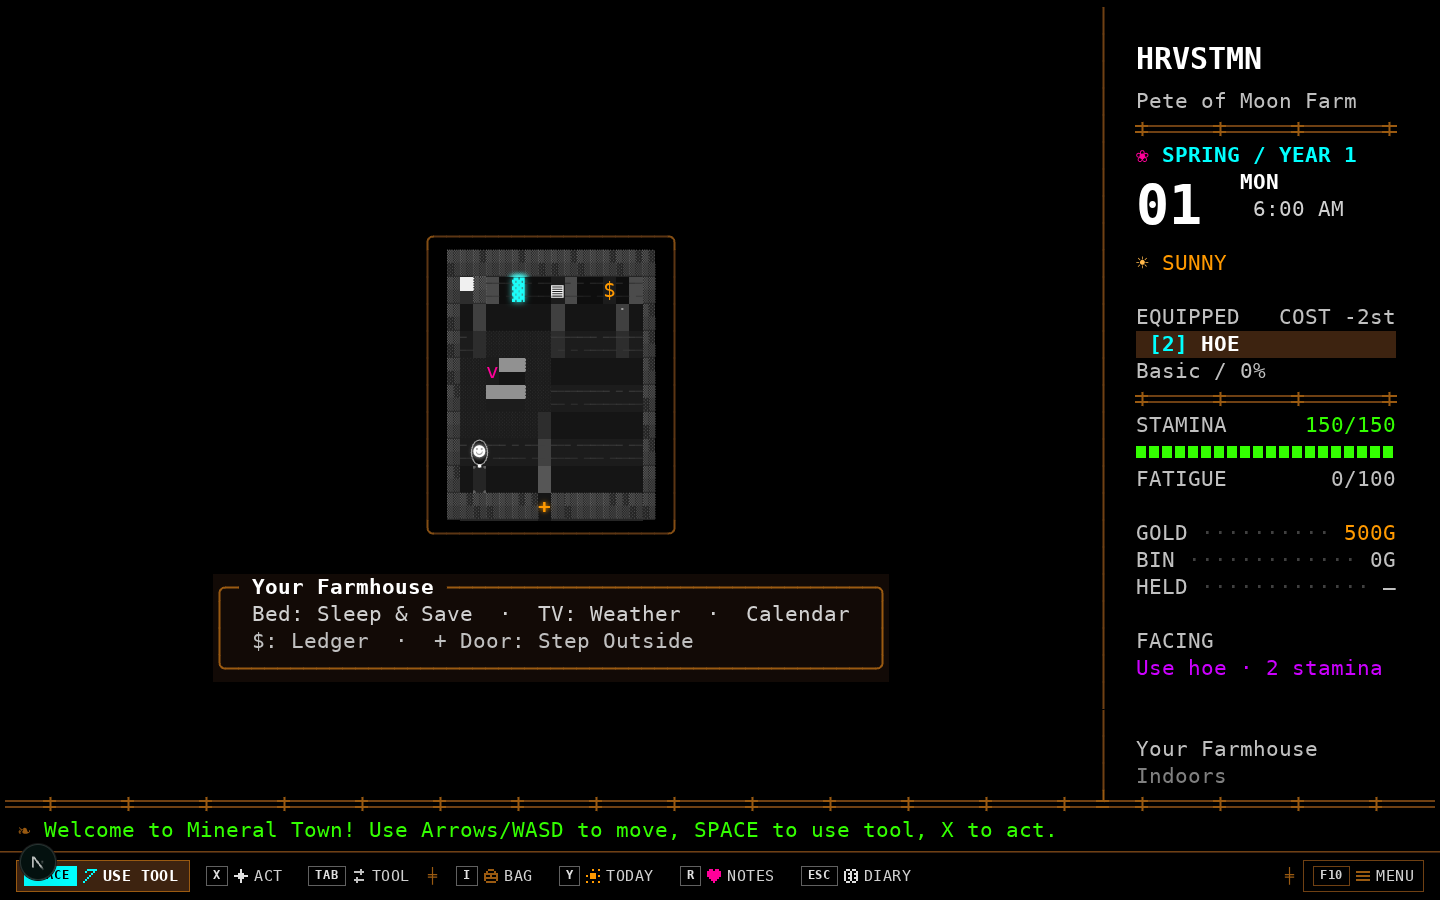 HRVSTMN
Pete of Moon Farm
SPRING / YEAR 1
01 MON
6:00 AM
☀ SUNNY
$
EQUIPPED COST -2st
[2] HOE
Basic / 0%
v
STAMINA 150/150
FATIGUE 0/100
+
GOLD ·········· 500G
BIN ············· 0G
HELD ············· —
Your Farmhouse
Bed: Sleep & Save · TV: Weather · Calendar
$: Ledger · + Door: Step Outside
FACING
Use hoe · 2 stamina
Your Farmhouse
Indoors
Welcome to Mineral Town! Use Arrows/WASD to move, SPACE to use tool, X to act.
USE TOOL X ACT TAB TOOL I BAG Y TODAY R NOTES ESC DIARY F10 MENU